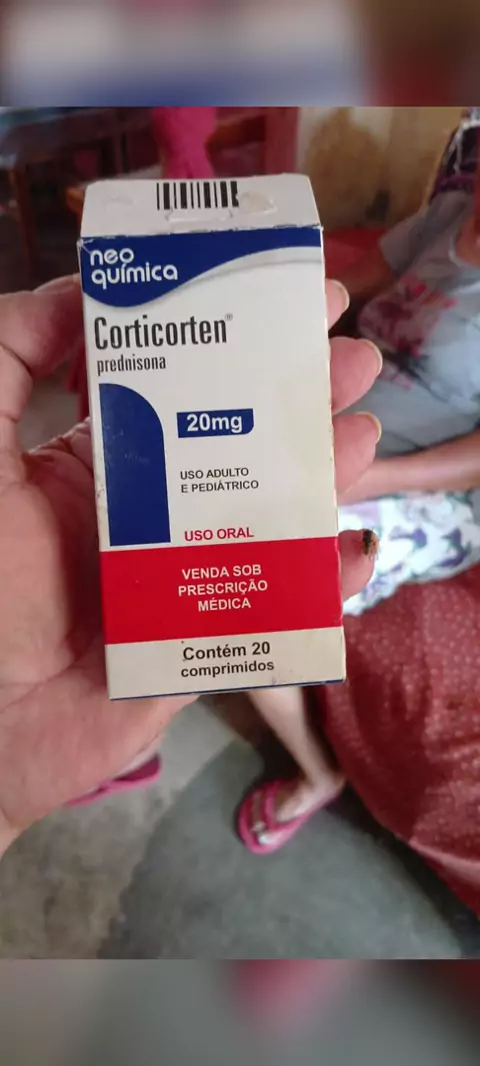 neo
química
Corticorten®
prednisona
20mg
USO ADULTO
E PEDIÁTRICO
USO ORAL
VENDA SOB
PRESCRIÇÃO
MÉDICA
Contém 20
comprimidos